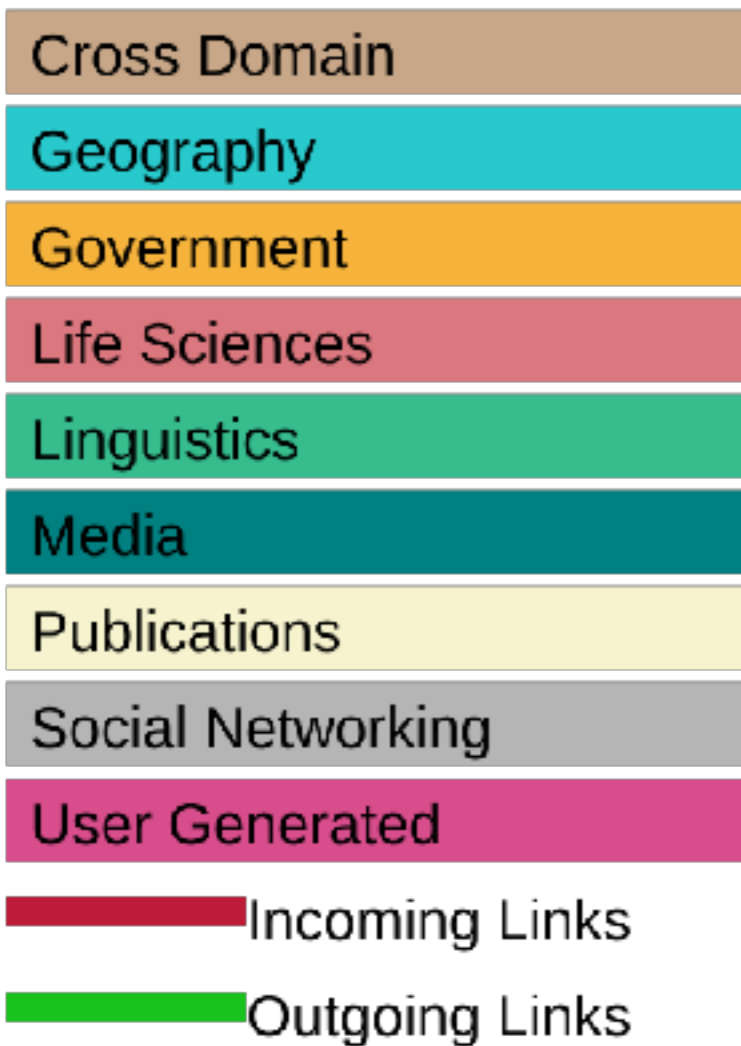 Cross Domain
Geography
Government
Life Sciences
Linguistics
Media
Publications
Social Networking
User Generated
Incoming Links
Outgoing Links